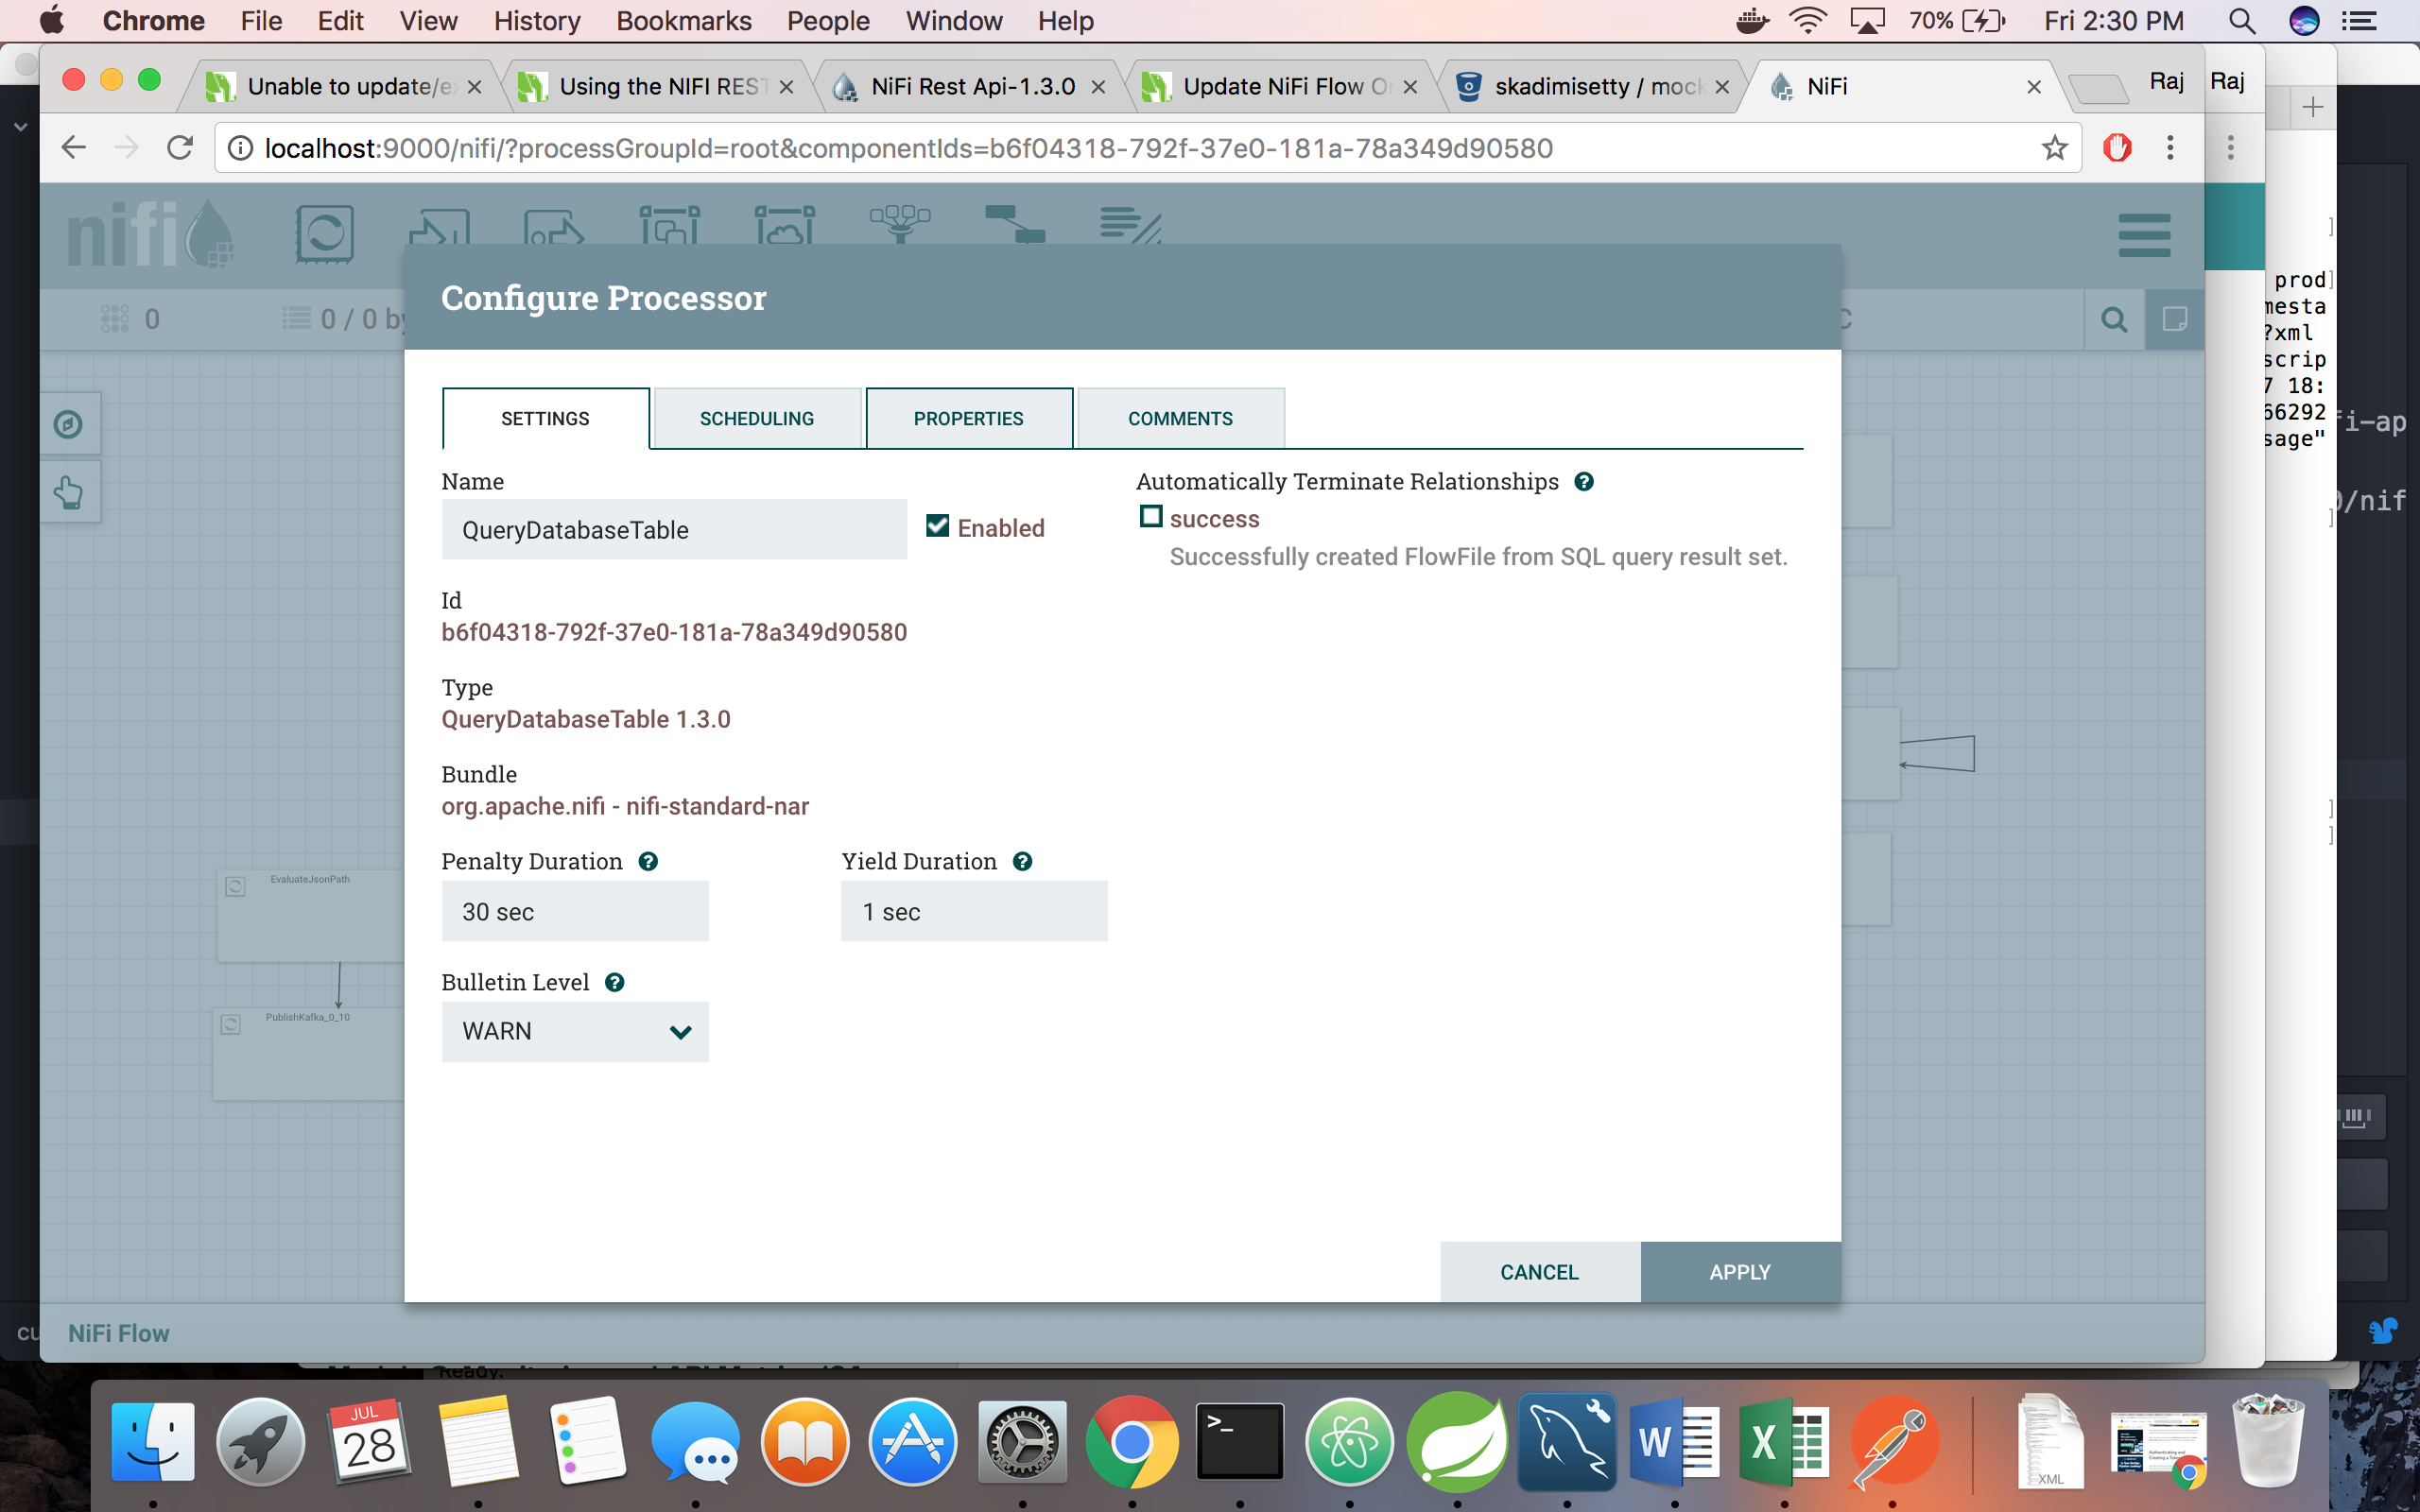 Chrome File Edit View History Bookmarks People Window Help 70% Fri 2:30 PM
Unable to update/e
Using the NIFI REST
NiFi Rest Api-1.3.0
Update NiFi Flow O
skadimisetty / mock
NiFi
Raj
Raj
localhost:9000/nifi/?processGroupId=root&componentIds=b6f04318-792f-37e0-181a-78a349d90580
nifi
0
0 / 0 by
Configure Processor
SETTINGS SCHEDULING PROPERTIES COMMENTS
Name
QueryDatabaseTable
Enabled
Automatically Terminate Relationships
success
Successfully created FlowFile from SQL query result set.
Id
b6f04318-792f-37e0-181a-78a349d90580
Type
QueryDatabaseTable 1.3.0
Bundle
org.apache.nifi - nifi-standard-nar
Penalty Duration
30 sec
Yield Duration
1 sec
Bulletin Level
WARN
CANCEL APPLY
EvaluateJsonPath
PublishKafka_0_10
prod]
mesta
?xml
scrip
7 18:
66292
sage"
fi-ap
/nif
cu
NiFi Flow
Ready.
JUL
28
W
X
XML